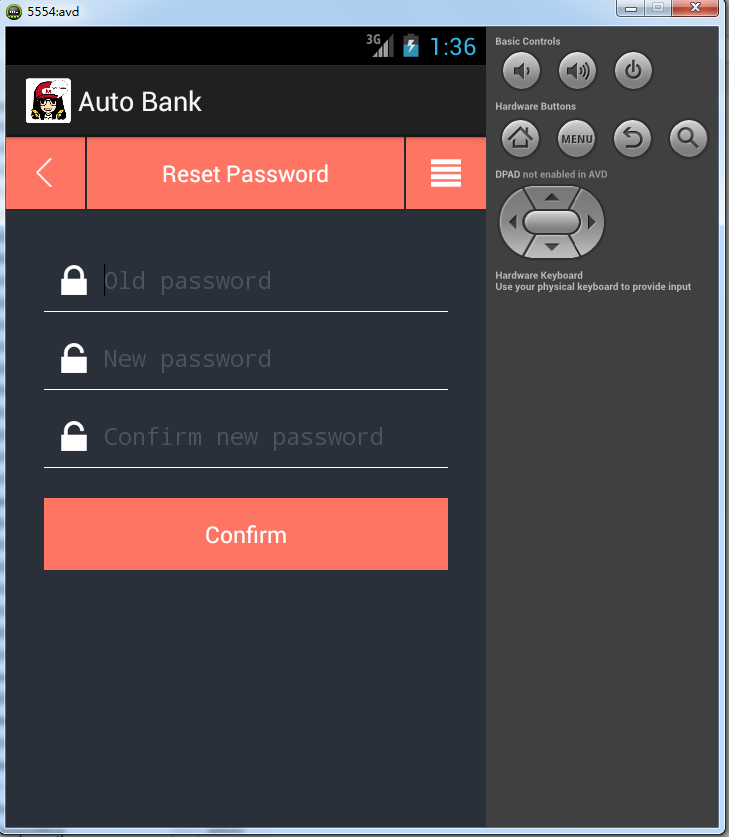 5554:avd
3G
1:36
Auto Bank
Reset Password
Old password
New password
Confirm new password
Confirm
Basic Controls
Hardware Buttons
MENU
DPAD not enabled in AVD
Hardware Keyboard
Use your physical keyboard to provide input